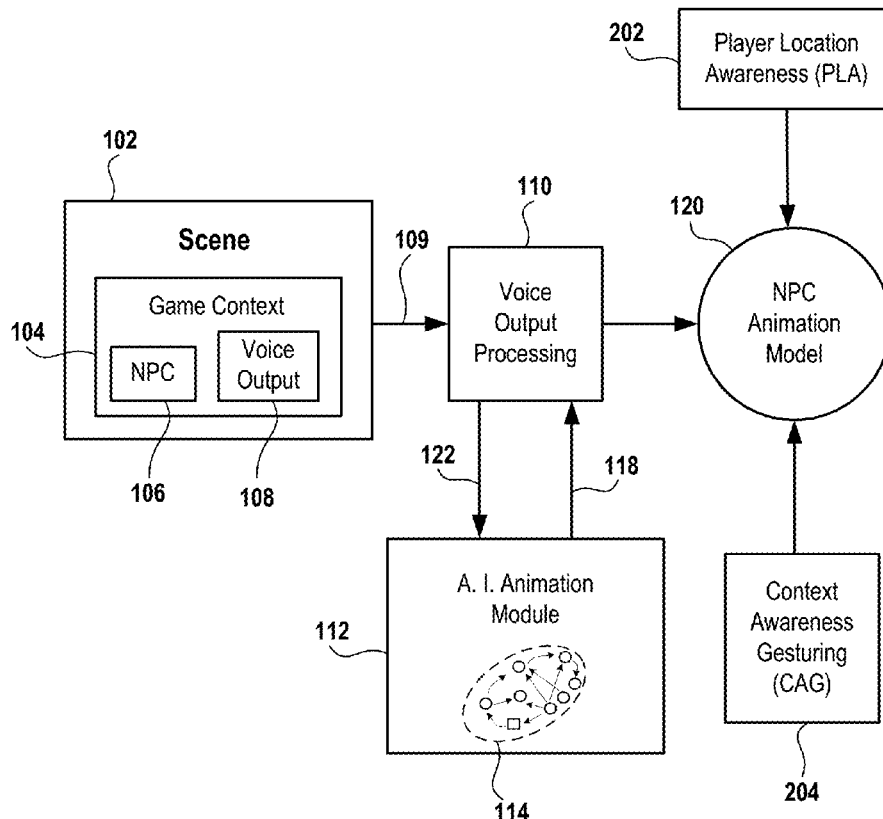 202
Player Location
Awareness (PLA)
102
Scene
Game Context
104
NPC
Voice
Output
106
108
109
110
Voice
Output
Processing
120
NPC
Animation
Model
122
118
112
A. I. Animation
Module
114
Context
Awareness
Gesturing
(CAG)
204